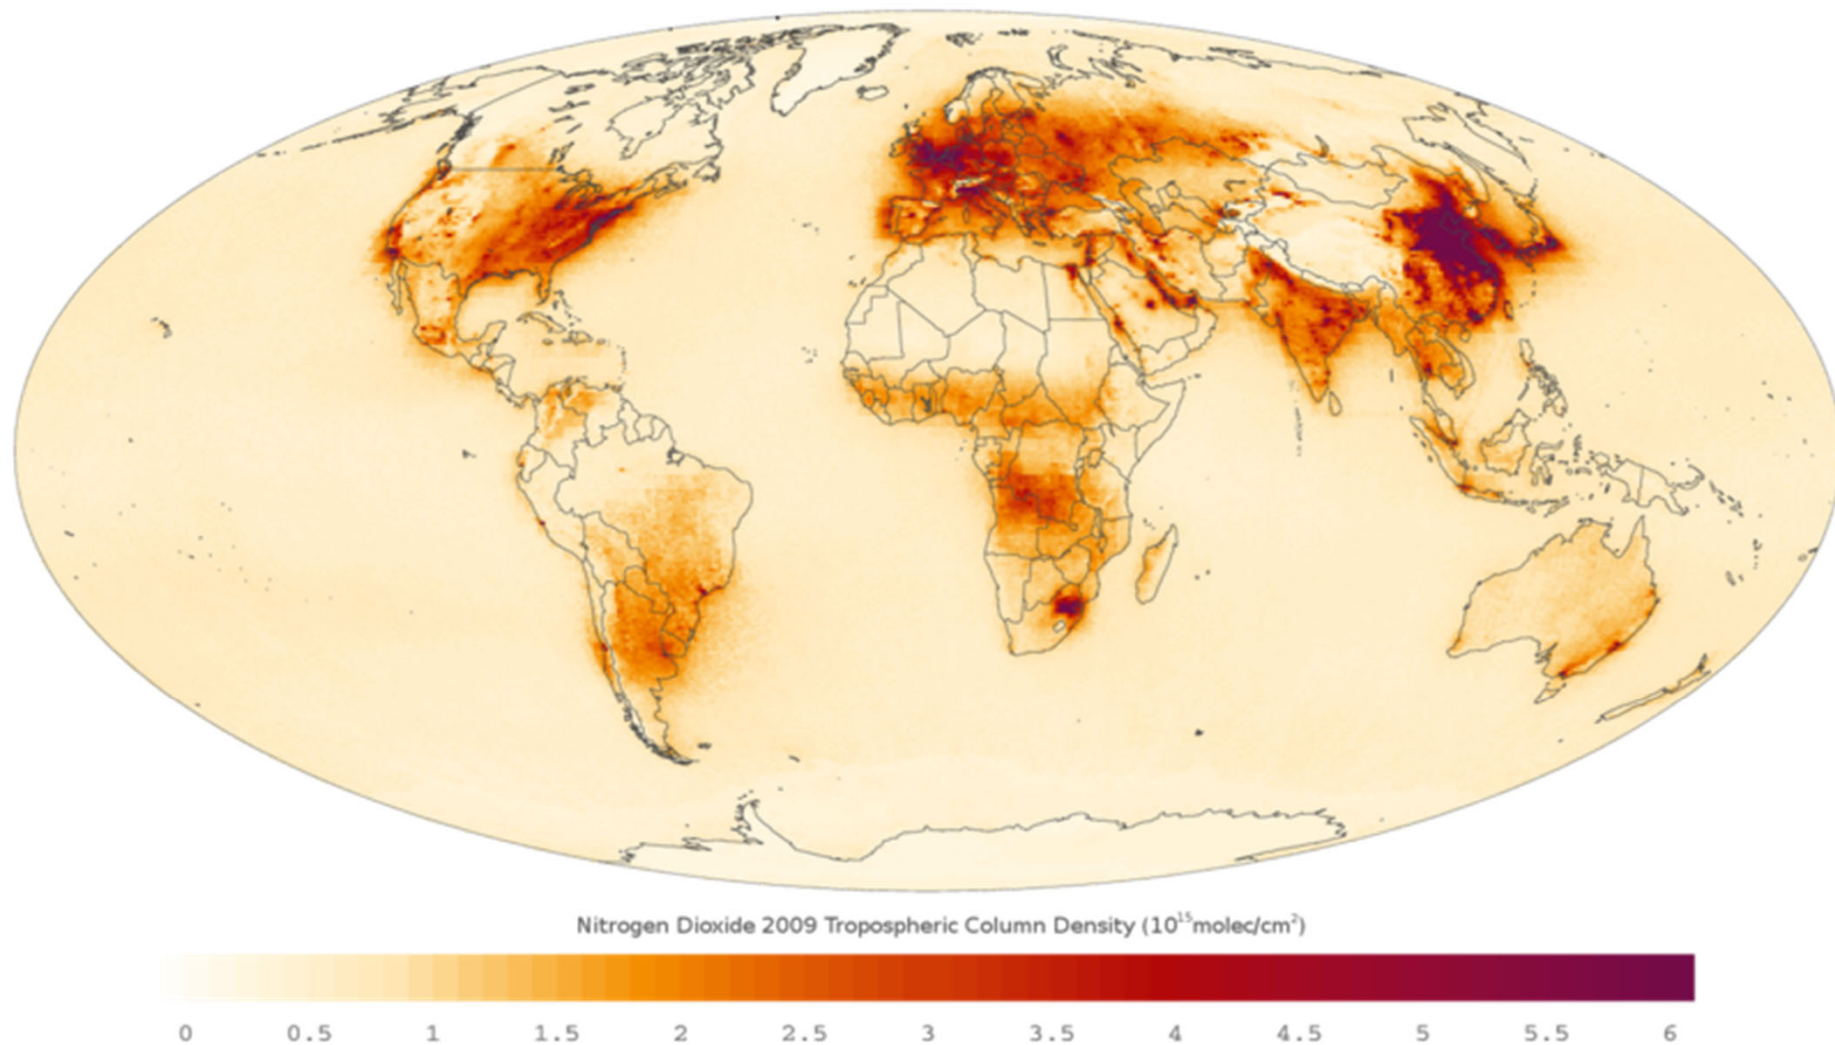 Nitrogen Dioxide 2009 Tropospheric Column Density (10¹⁵molec/cm²)
0 0.5 1 1.5 2 2.5 3 3.5 4 4.5 5 5.5 6